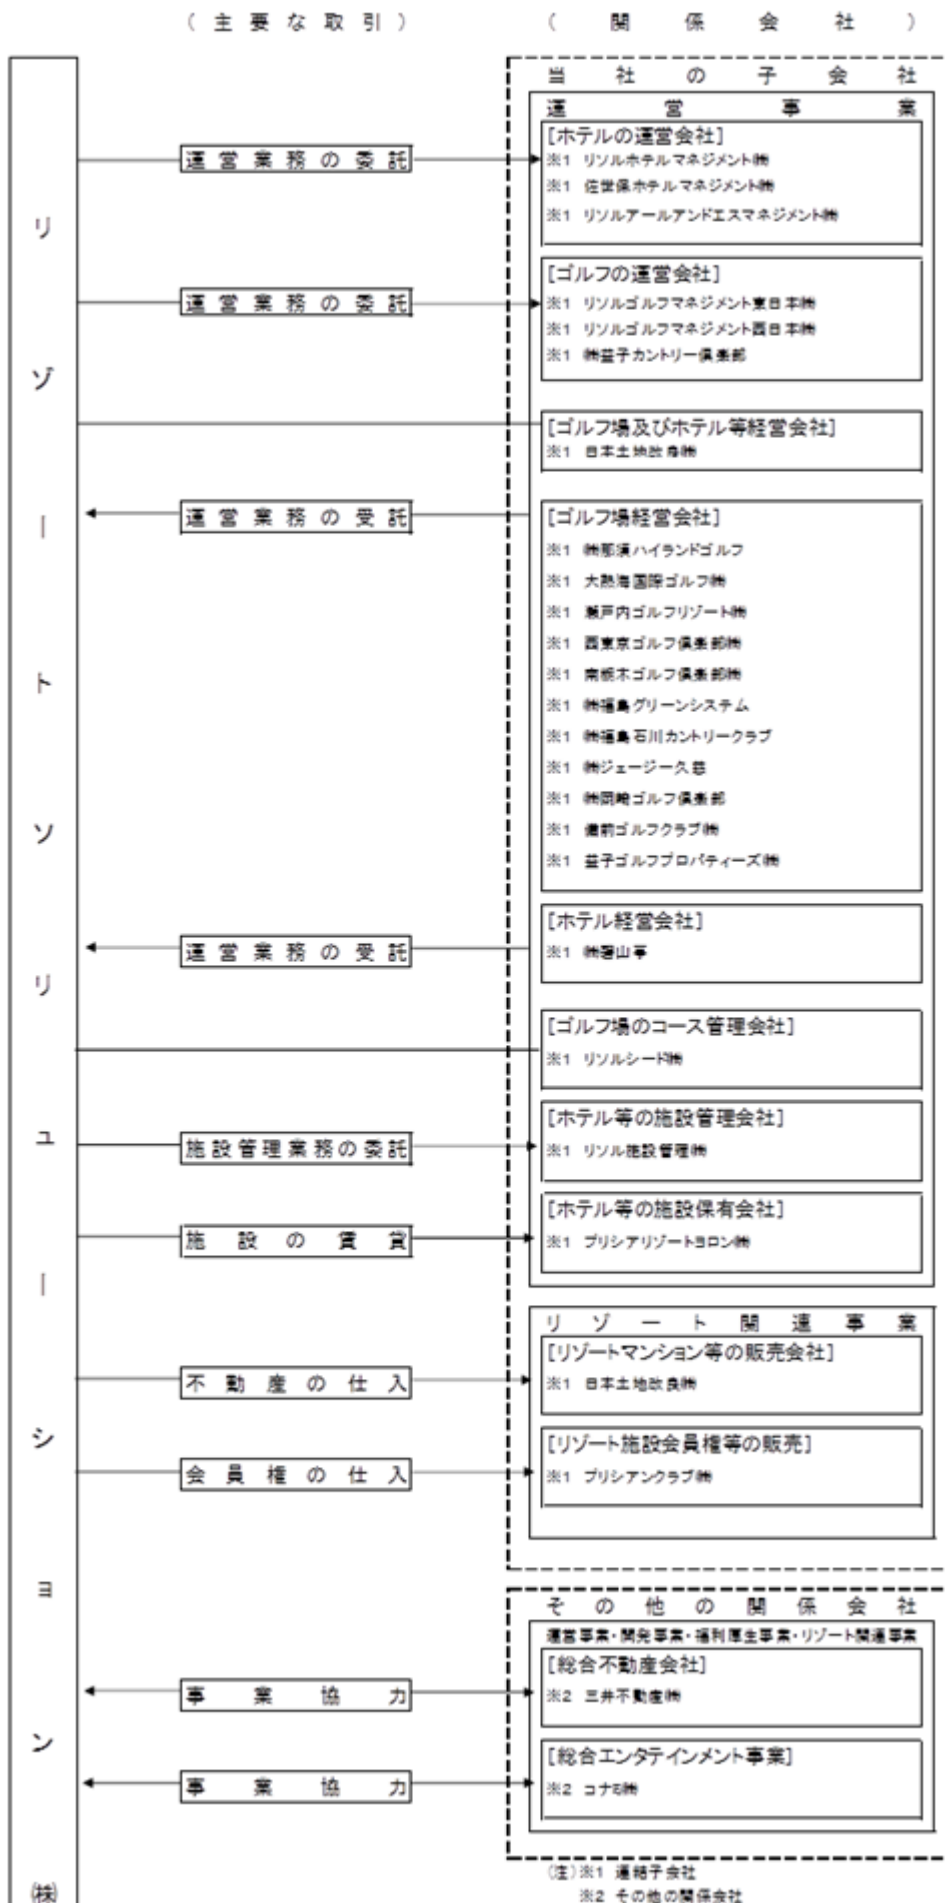 （主要な取引）
（関係会社）
リゾートソリューション㈱
当社の子会社
運営事業
[ホテルの運営会社]
運営業務の委託
※1 リソルホテルマネジメント㈱
※1 佐世保ホテルマネジメント㈱
※1 リソルアールアンドエスマネジメント㈱
[ゴルフの運営会社]
運営業務の委託
※1 リソルゴルフマネジメント東日本㈱
※1 リソルゴルフマネジメント西日本㈱
※1 ㈱益子カントリー倶楽部
[ゴルフ場及びホテル等経営会社]
※1 日本土地改良㈱
運営業務の受託
[ゴルフ場経営会社]
※1 ㈱那須ハイランドゴルフ
※1 大熱海国際ゴルフ㈱
※1 瀬戸内ゴルフリゾート㈱
※1 西東京ゴルフ倶楽部㈱
※1 南栃木ゴルフ倶楽部㈱
※1 ㈱福島グリーンシステム
※1 ㈱福島石川カントリークラブ
※1 ㈱ジェージー久慈
※1 ㈱岡崎ゴルフ倶楽部
※1 備前ゴルフクラブ㈱
※1 益子ゴルフプロパティーズ㈱
[ホテル経営会社]
運営業務の受託
※1 ㈱山亭
[ゴルフ場のコース管理会社]
※1 リソルシード㈱
[ホテル等の施設管理会社]
施設管理業務の委託
※1 リソル施設管理㈱
[ホテル等の施設保有会社]
施設の賃貸
※1 プリシアリゾートヨロン㈱
リゾート関連事業
[リゾートマンション等の販売会社]
不動産の仕入
※1 日本土地改良㈱
[リゾート施設会員権等の販売]
会員権の仕入
※1 プリシアンクラブ㈱
その他の関係会社
運営事業・開発事業・福利厚生事業・リゾート関連事業
[総合不動産会社]
事業協力
※2 三井不動産㈱
[総合エンタテインメント事業]
事業協力
※2 コナミ㈱
（注）※1 連結子会社
※2 その他の関係会社